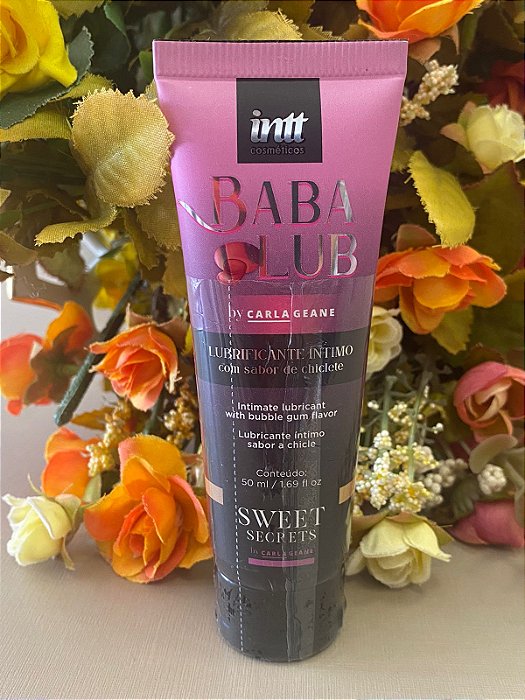 intt
cosméticos
BABA
LUB
by CARLA GEANE
LUBRIFICANTE ÍNTIMO
com sabor de chiclete
Intimate lubricant
with bubble gum flavor
Lubricante íntimo
sabor a chicle
Conteúdo:
50 ml / 1.69 fl oz
SWEET
SECRETS
by CARLA GEANE